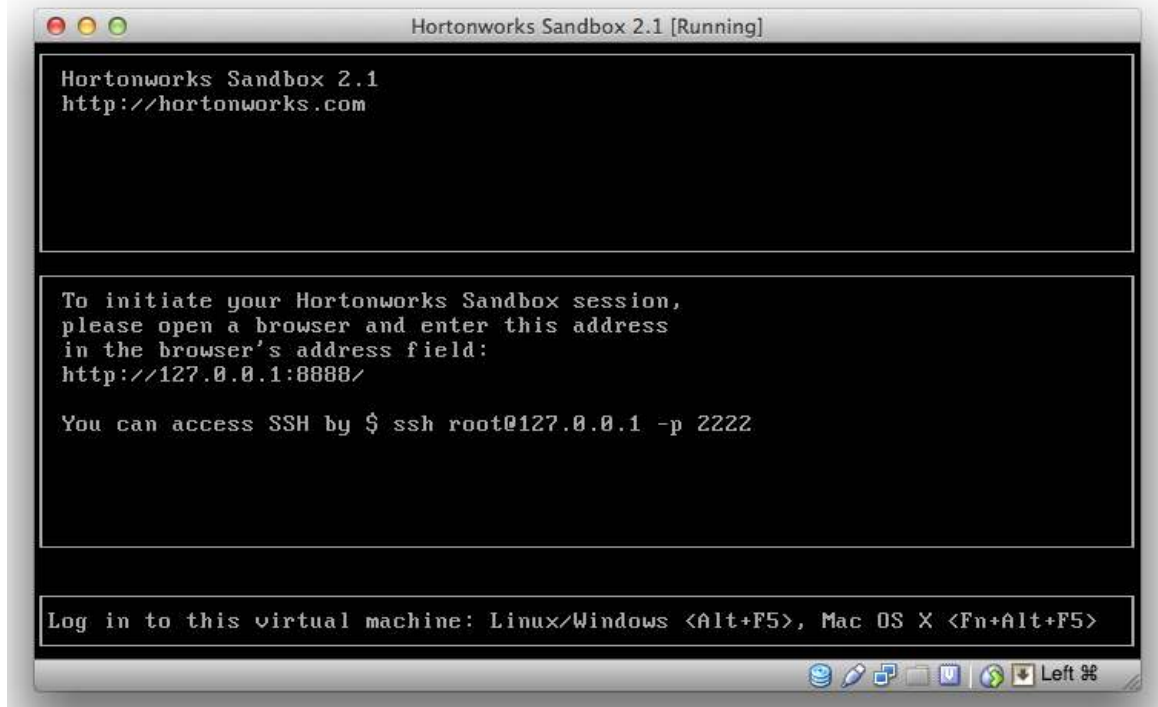 Hortonworks Sandbox 2.1 [Running]
Hortonworks Sandbox 2.1
http://hortonworks.com
To initiate your Hortonworks Sandbox session,
please open a browser and enter this address
in the browser's address field:
http://127.0.0.1:8888/
You can access SSH by $ ssh root@127.0.0.1 -p 2222
Log in to this virtual machine: Linux/Windows <Alt+F5>, Mac OS X <Fn+Alt+F5>
Left ⌘